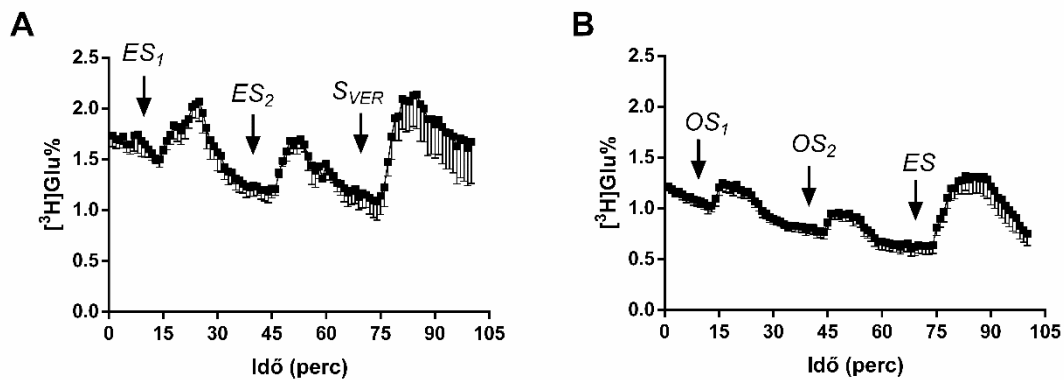 A
ES₁
ES₂
S_VER
[³H]Glu%
2.5
2.0
1.5
1.0
0.5
0.0
0 15 30 45 60 75 90 105
Idő (perc)
B
OS₁
OS₂
ES
[³H]Glu%
2.5
2.0
1.5
1.0
0.5
0.0
0 15 30 45 60 75 90 105
Idő (perc)